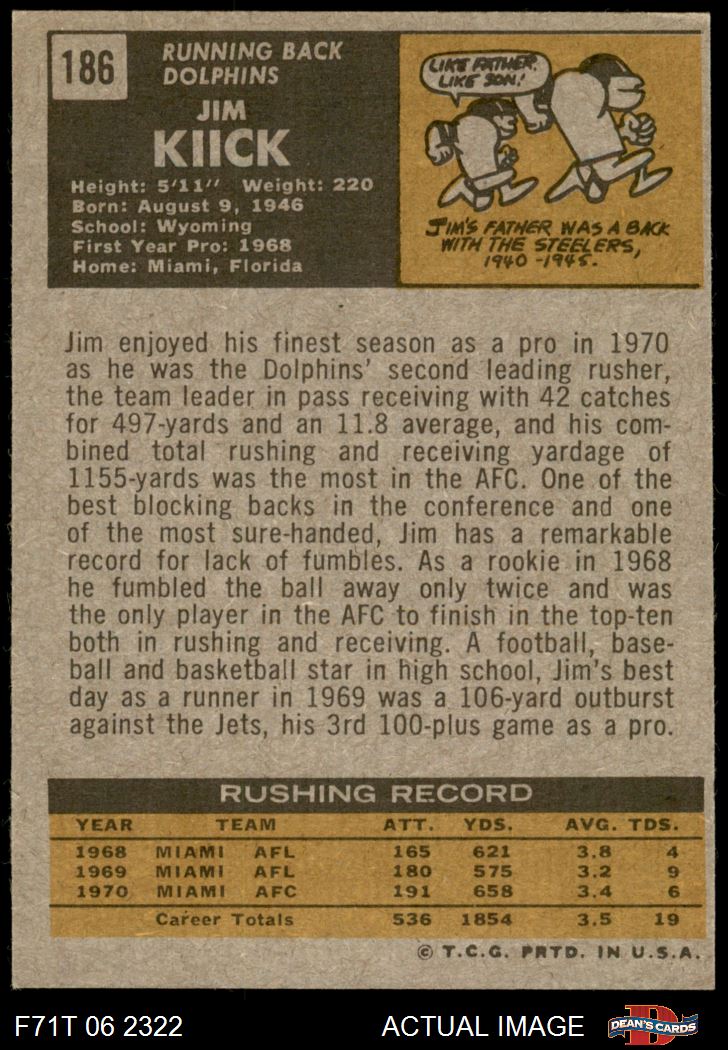 186
RUNNING BACK
DOLPHINS
JIM
KIICK
Height: 5'11" Weight: 220
Born: August 9, 1946
School: Wyoming
First Year Pro: 1968
Home: Miami, Florida
LIKE FATHER,
LIKE SON!
JIM'S FATHER WAS A BACK
WITH THE STEELERS,
1940-1945.
Jim enjoyed his finest season as a pro in 1970
as he was the Dolphins' second leading rusher,
the team leader in pass receiving with 42 catches
for 497-yards and an 11.8 average, and his com-
bined total rushing and receiving yardage of
1155-yards was the most in the AFC. One of the
best blocking backs in the conference and one
of the most sure-handed, Jim has a remarkable
record for lack of fumbles. As a rookie in 1968
he fumbled the ball away only twice and was
the only player in the AFC to finish in the top-ten
both in rushing and receiving. A football, base-
ball and basketball star in high school, Jim's best
day as a runner in 1969 was a 106-yard outburst
against the Jets, his 3rd 100-plus game as a pro.
RUSHING RECORD
YEAR TEAM ATT. YDS. AVG. TDS.
1968 MIAMI AFL 165 621 3.8 4
1969 MIAMI AFL 180 575 3.2 9
1970 MIAMI AFC 191 658 3.4 6
Career Totals 536 1854 3.5 19
© T.C.G. PRTD. IN U.S.A.
F71T 06 2322 ACTUAL IMAGE D DEAN'S CARDS